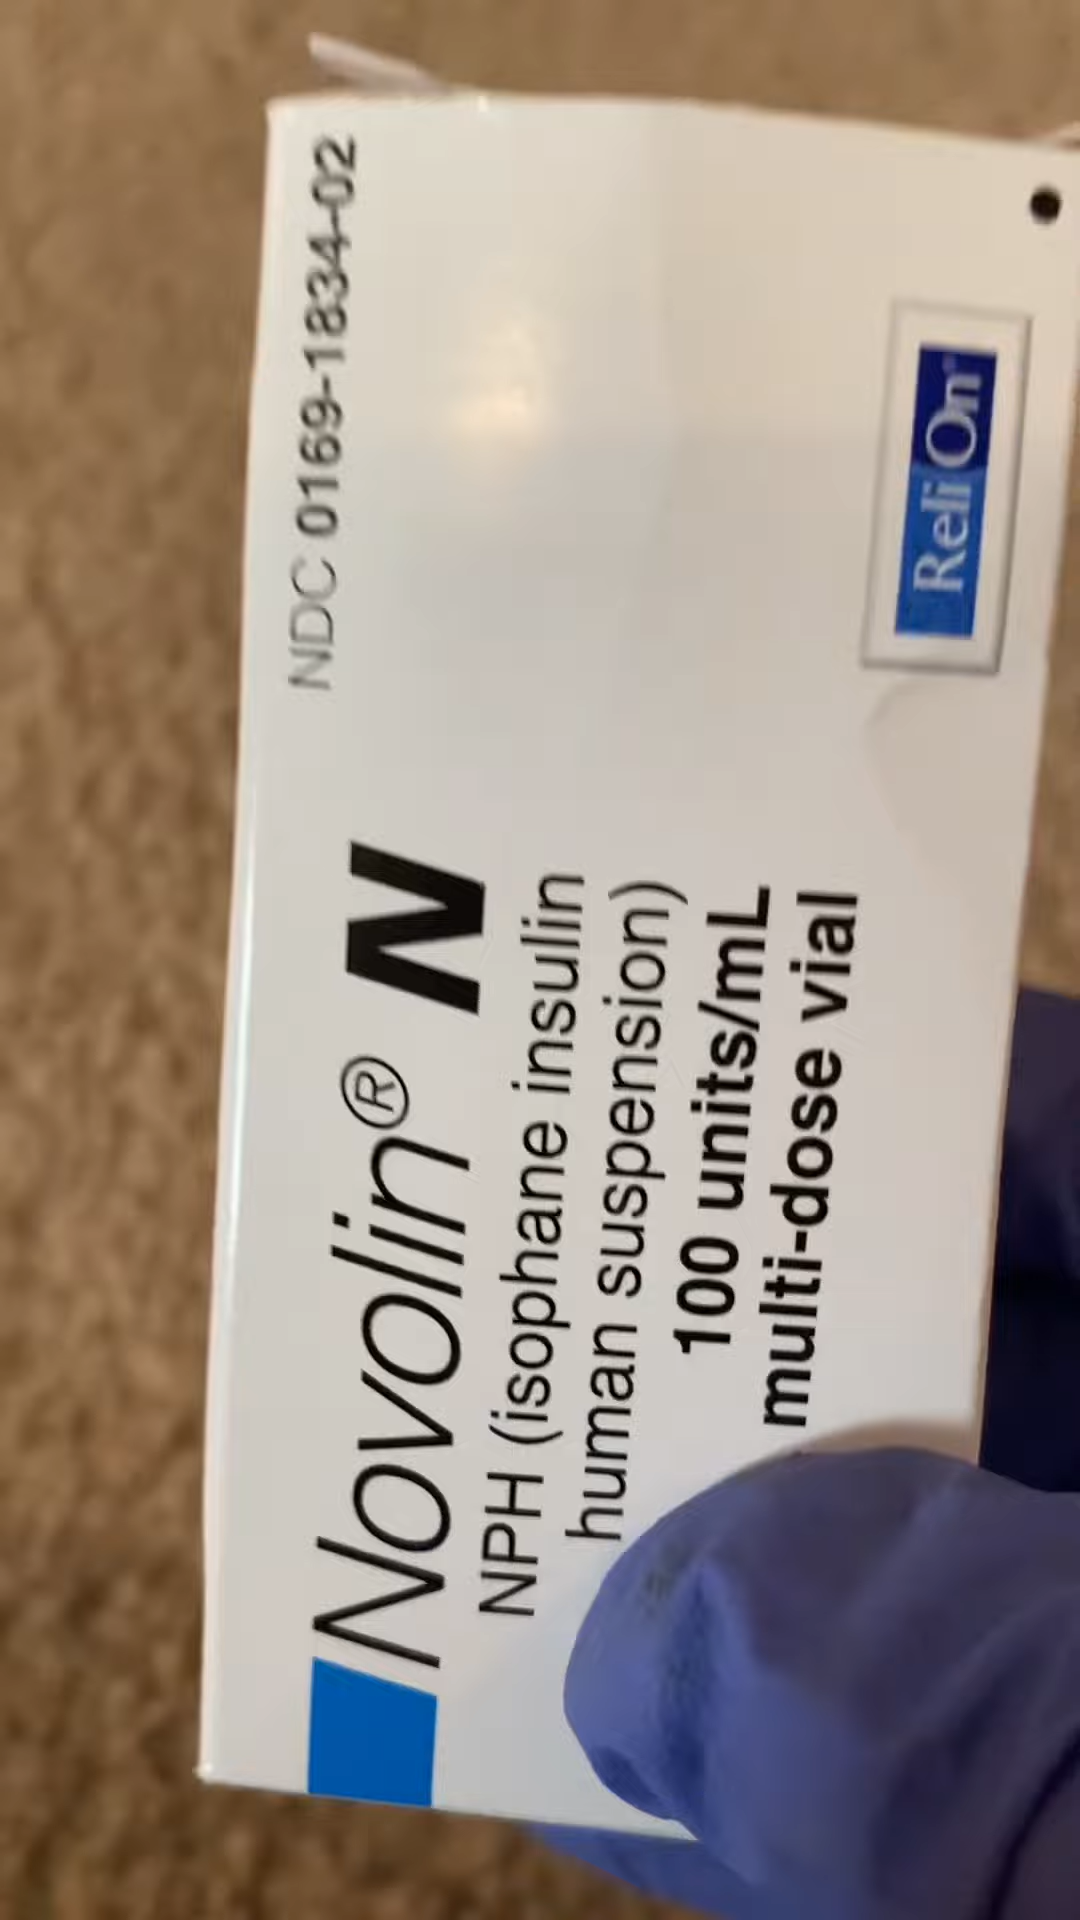 NDC 0169-1834-02
Novolin® N
NPH (isophane insulin
human suspension)
100 units/mL
multi-dose vial
ReliOn